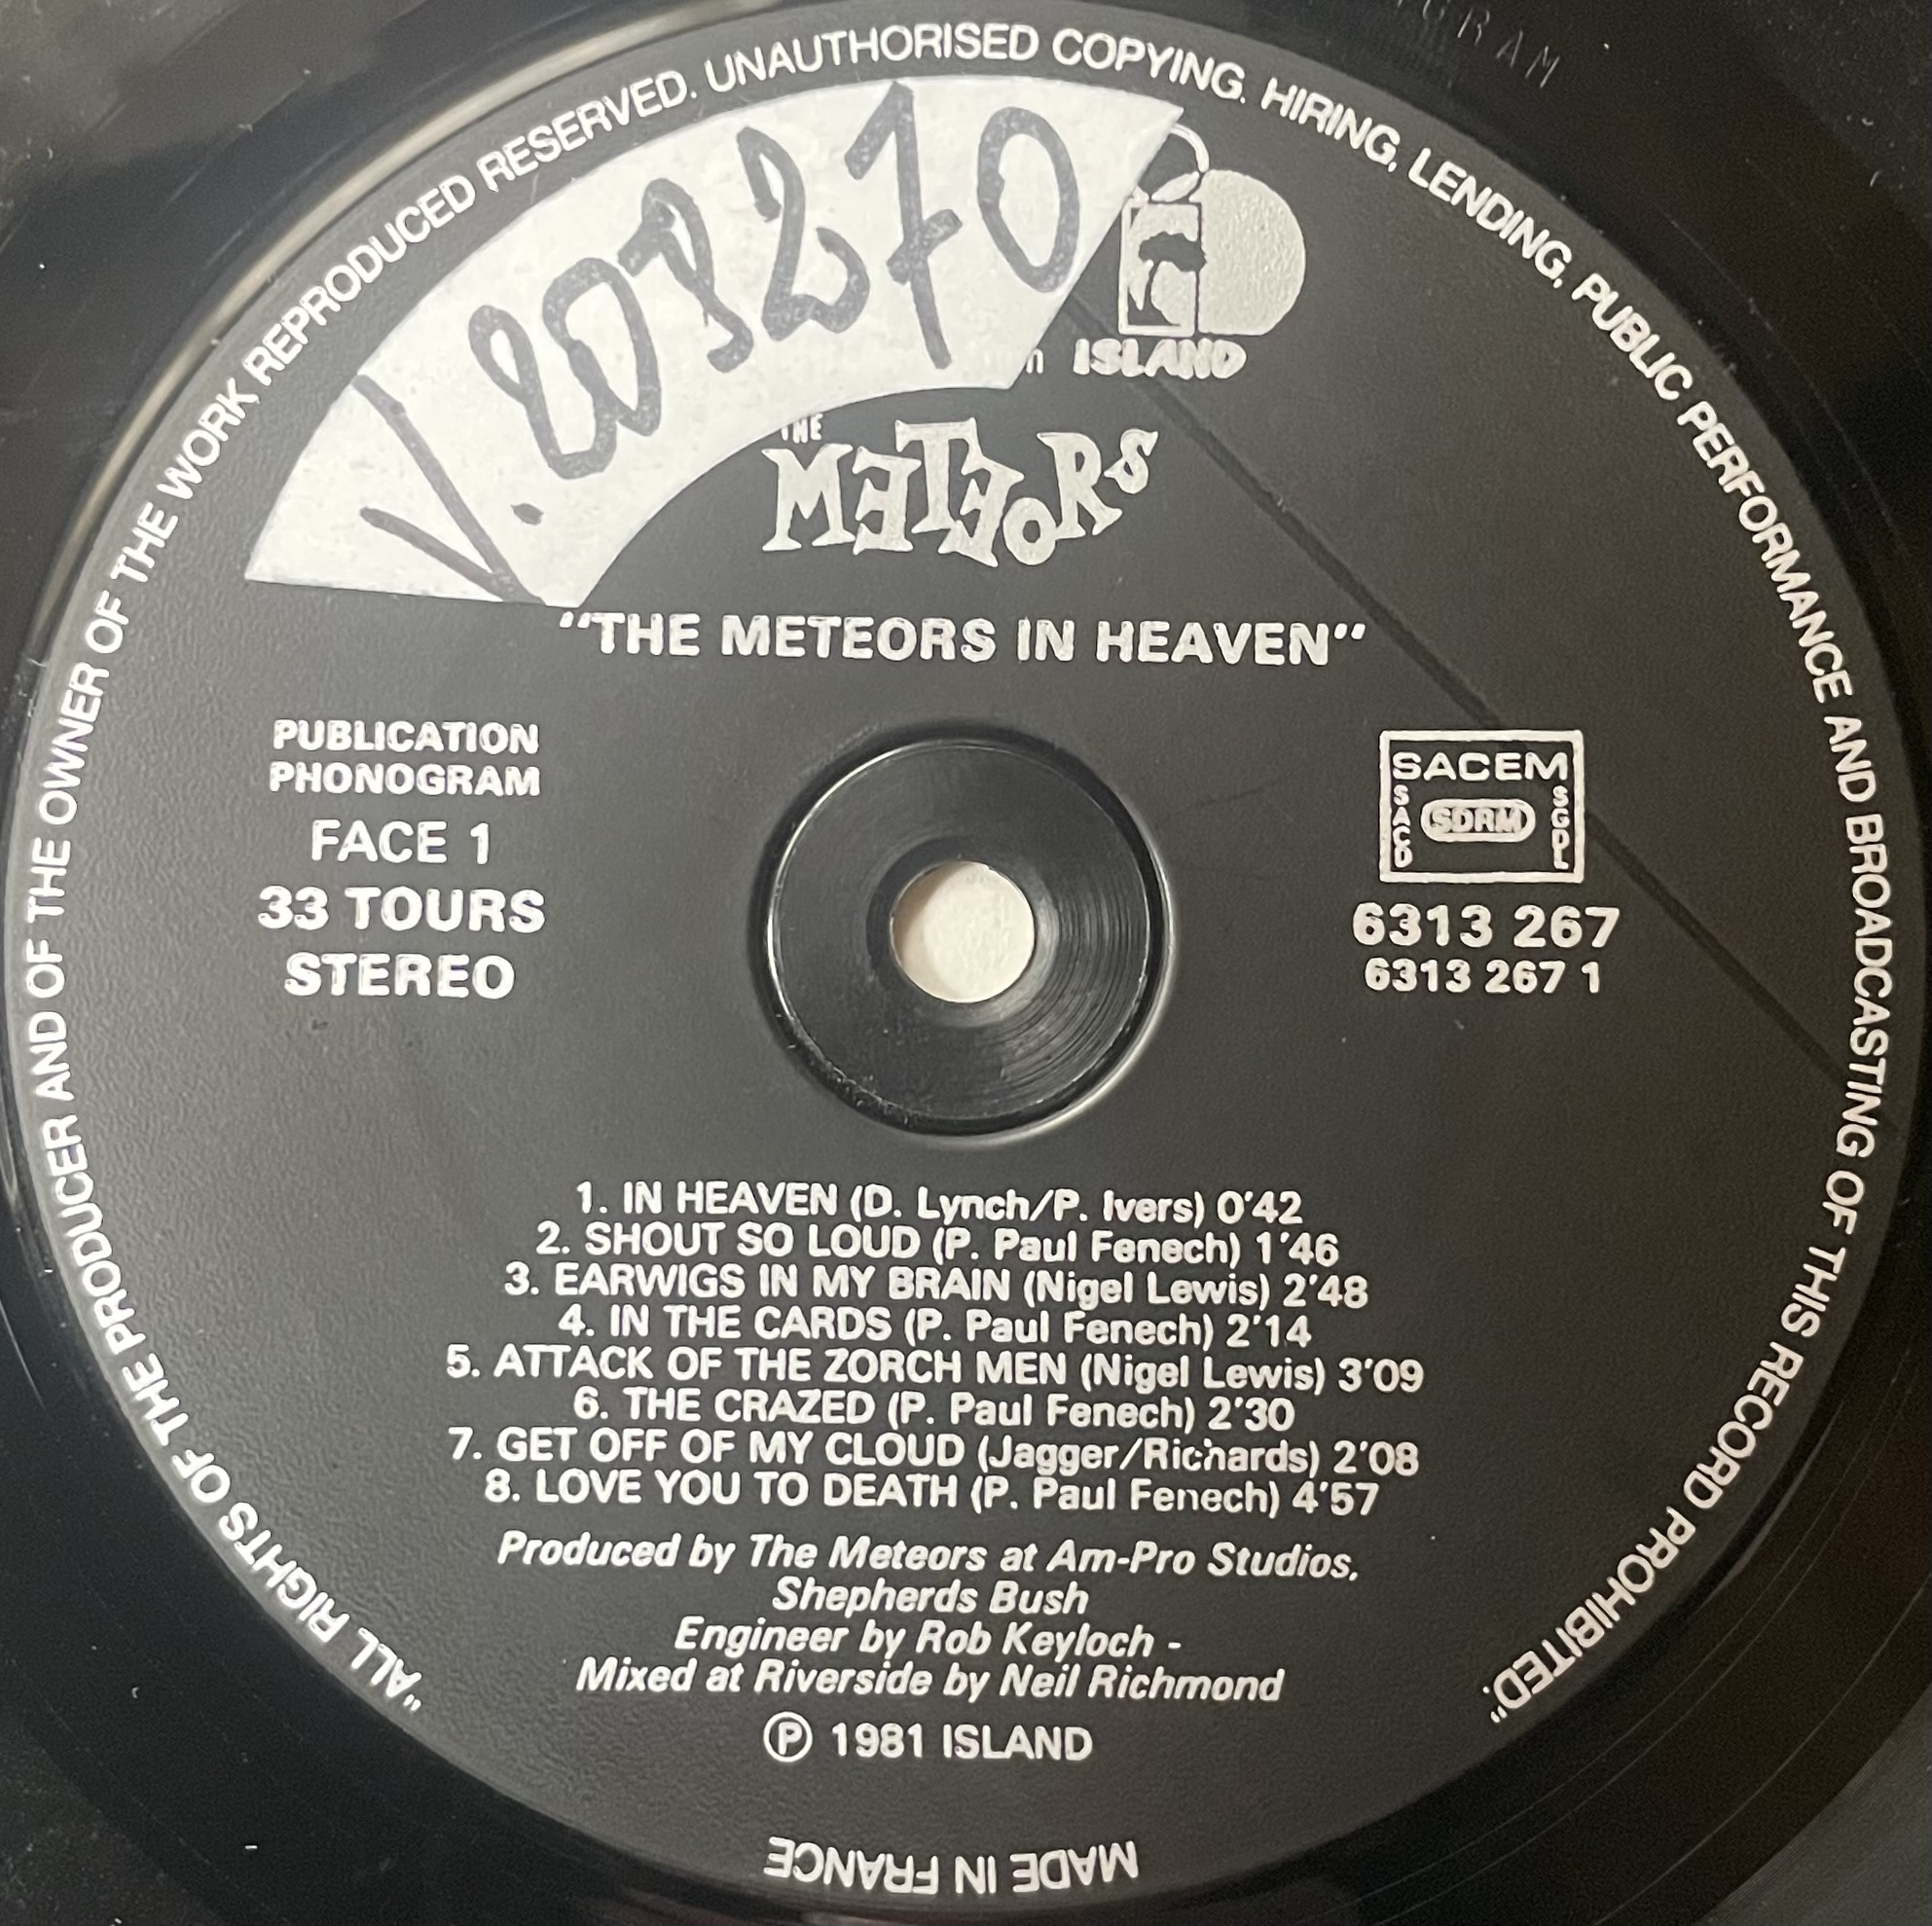 "ALL RIGHTS OF THE PRODUCER AND OF THE OWNER OF THE WORK REPRODUCED RESERVED. UNAUTHORISED COPYING. HIRING, LENDING, PUBLIC PERFORMANCE AND BROADCASTING OF THIS RECORD PROHIBITED."
V. 203270
ISLAND
THE
METEORS
"THE METEORS IN HEAVEN"
PUBLICATION
PHONOGRAM
FACE 1
33 TOURS
STEREO
SACEM
SACD
SDRM
SGDL
6313 267
6313 267 1
1. IN HEAVEN (D. Lynch/P. Ivers) 0'42
2. SHOUT SO LOUD (P. Paul Fenech) 1'46
3. EARWIGS IN MY BRAIN (Nigel Lewis) 2'48
4. IN THE CARDS (P. Paul Fenech) 2'14
5. ATTACK OF THE ZORCH MEN (Nigel Lewis) 3'09
6. THE CRAZED (P. Paul Fenech) 2'30
7. GET OFF OF MY CLOUD (Jagger/Richards) 2'08
8. LOVE YOU TO DEATH (P. Paul Fenech) 4'57
Produced by The Meteors at Am-Pro Studios,
Shepherds Bush
Engineer by Rob Keyloch -
Mixed at Riverside by Neil Richmond
Ⓟ 1981 ISLAND
MADE IN FRANCE